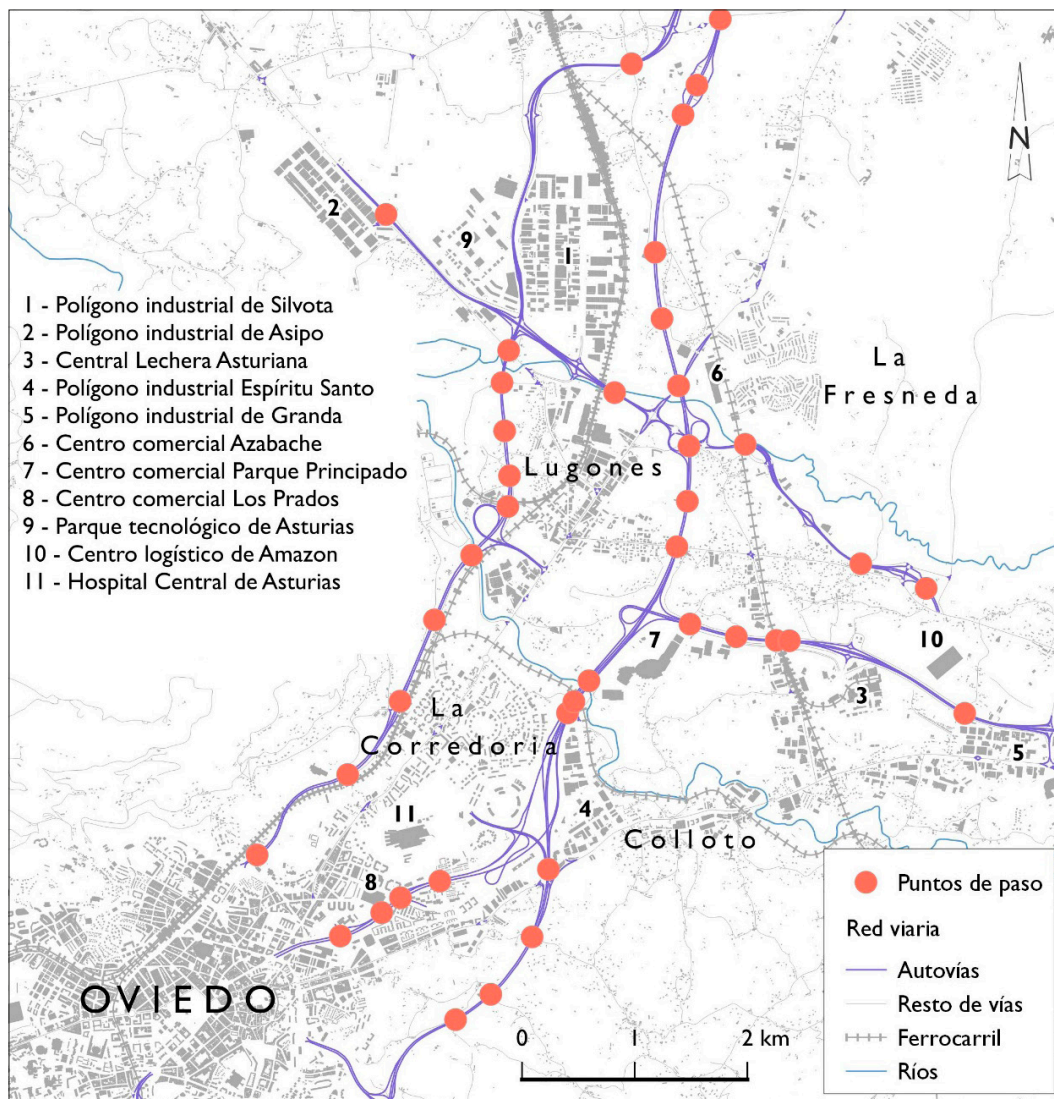 N
2
9
1
1 - Polígono industrial de Silvota
2 - Polígono industrial de Asipo
3 - Central Lechera Asturiana
4 - Polígono industrial Espíritu Santo
5 - Polígono industrial de Granda
6 - Centro comercial Azabache
7 - Centro comercial Parque Principado
8 - Centro comercial Los Prados
9 - Parque tecnológico de Asturias
10 - Centro logístico de Amazon
11 - Hospital Central de Asturias
La
Fresneda
6
Lugones
7
10
3
La
Corredoria
5
11
4
Colloto
8
OVIEDO
0 1 2 km
Puntos de paso
Red viaria
Autovías
Resto de vías
Ferrocarril
Ríos